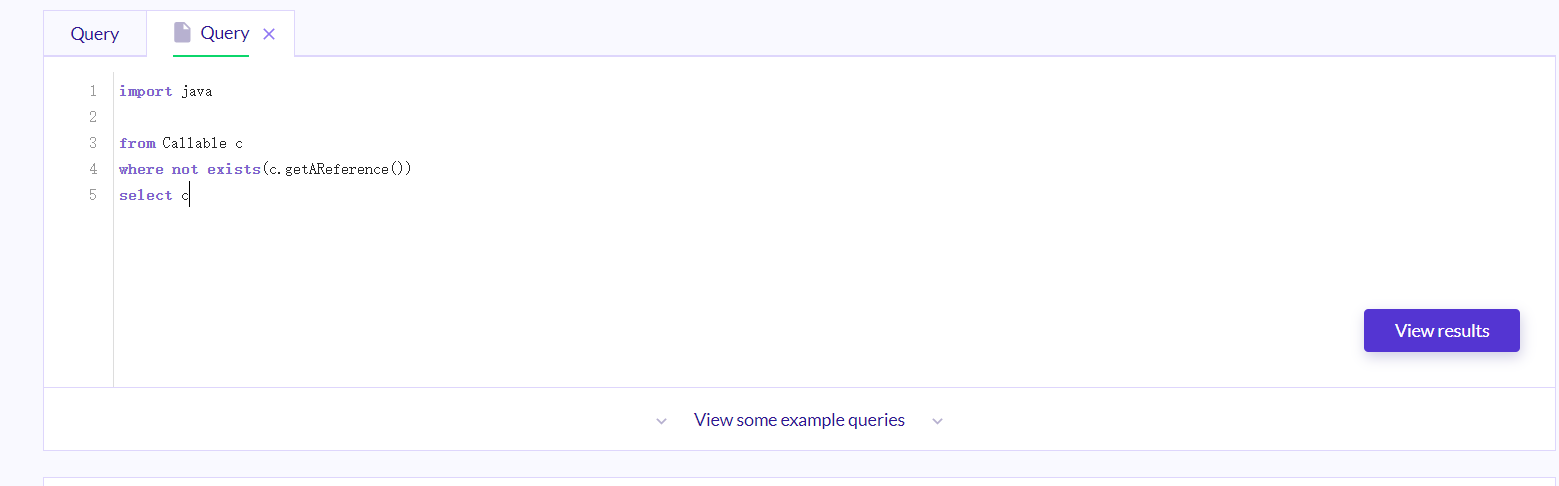 Query
Query
1 import java
2
3 from Callable c
4 where not exists(c.getAReference())
5 select c
View results
View some example queries